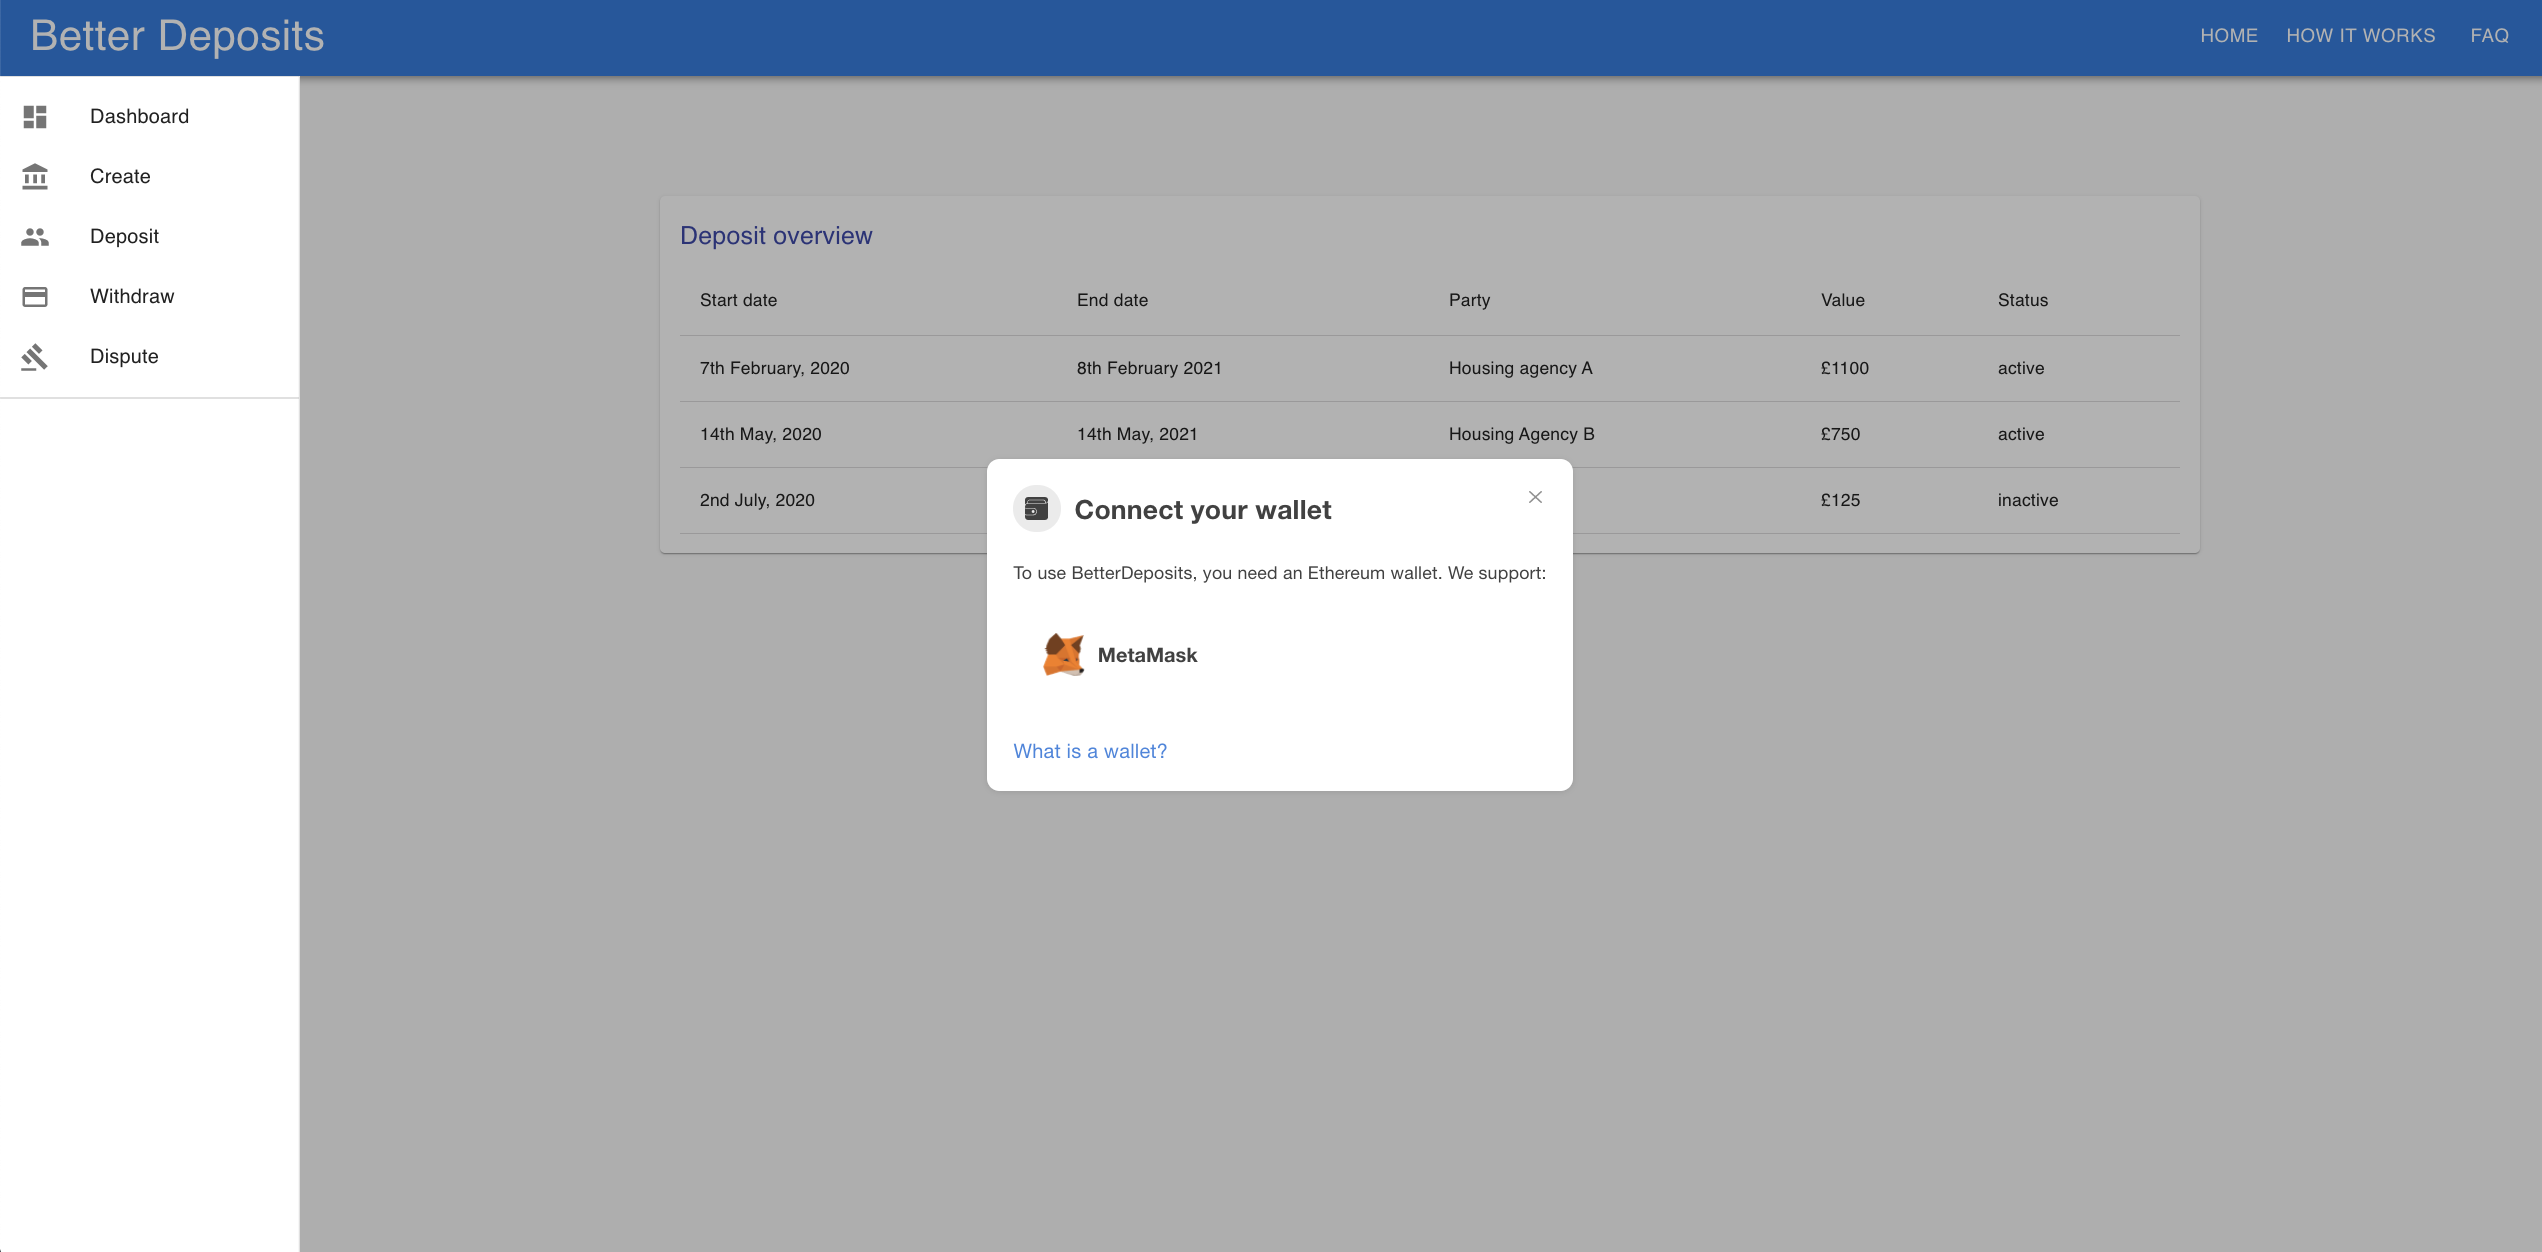 Better Deposits
HOME HOW IT WORKS FAQ
Dashboard
Create
Deposit
Withdraw
Dispute
Deposit overview
Start date End date Party Value Status
7th February, 2020 8th February 2021 Housing agency A £1100 active
14th May, 2020 14th May, 2021 Housing Agency B £750 active
2nd July, 2020 £125 inactive
Connect your wallet
To use BetterDeposits, you need an Ethereum wallet. We support:
MetaMask
What is a wallet?